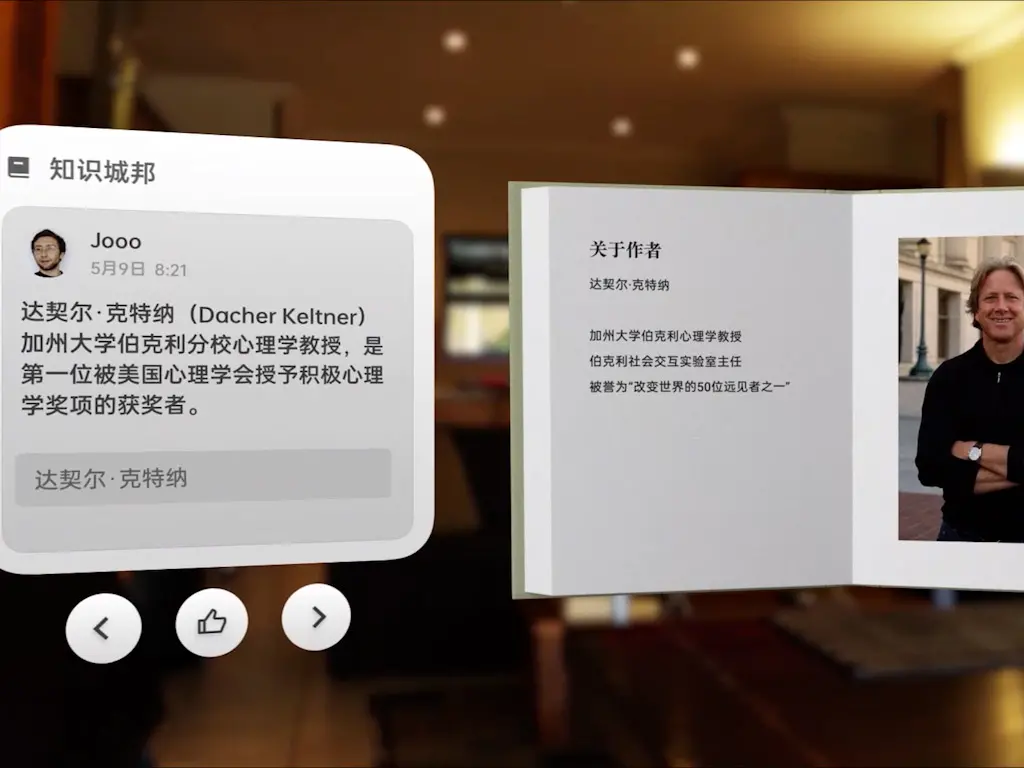 知识城邦
Jooo
5月9日 8:21
达契尔·克特纳（Dacher Keltner）
加州大学伯克利分校心理学教授，是
第一位被美国心理学会授予积极心理
学奖项的获奖者。
达契尔·克特纳
关于作者
达契尔·克特纳
加州大学伯克利心理学教授
伯克利社会交互实验室主任
被誉为“改变世界的50位远见者之一”